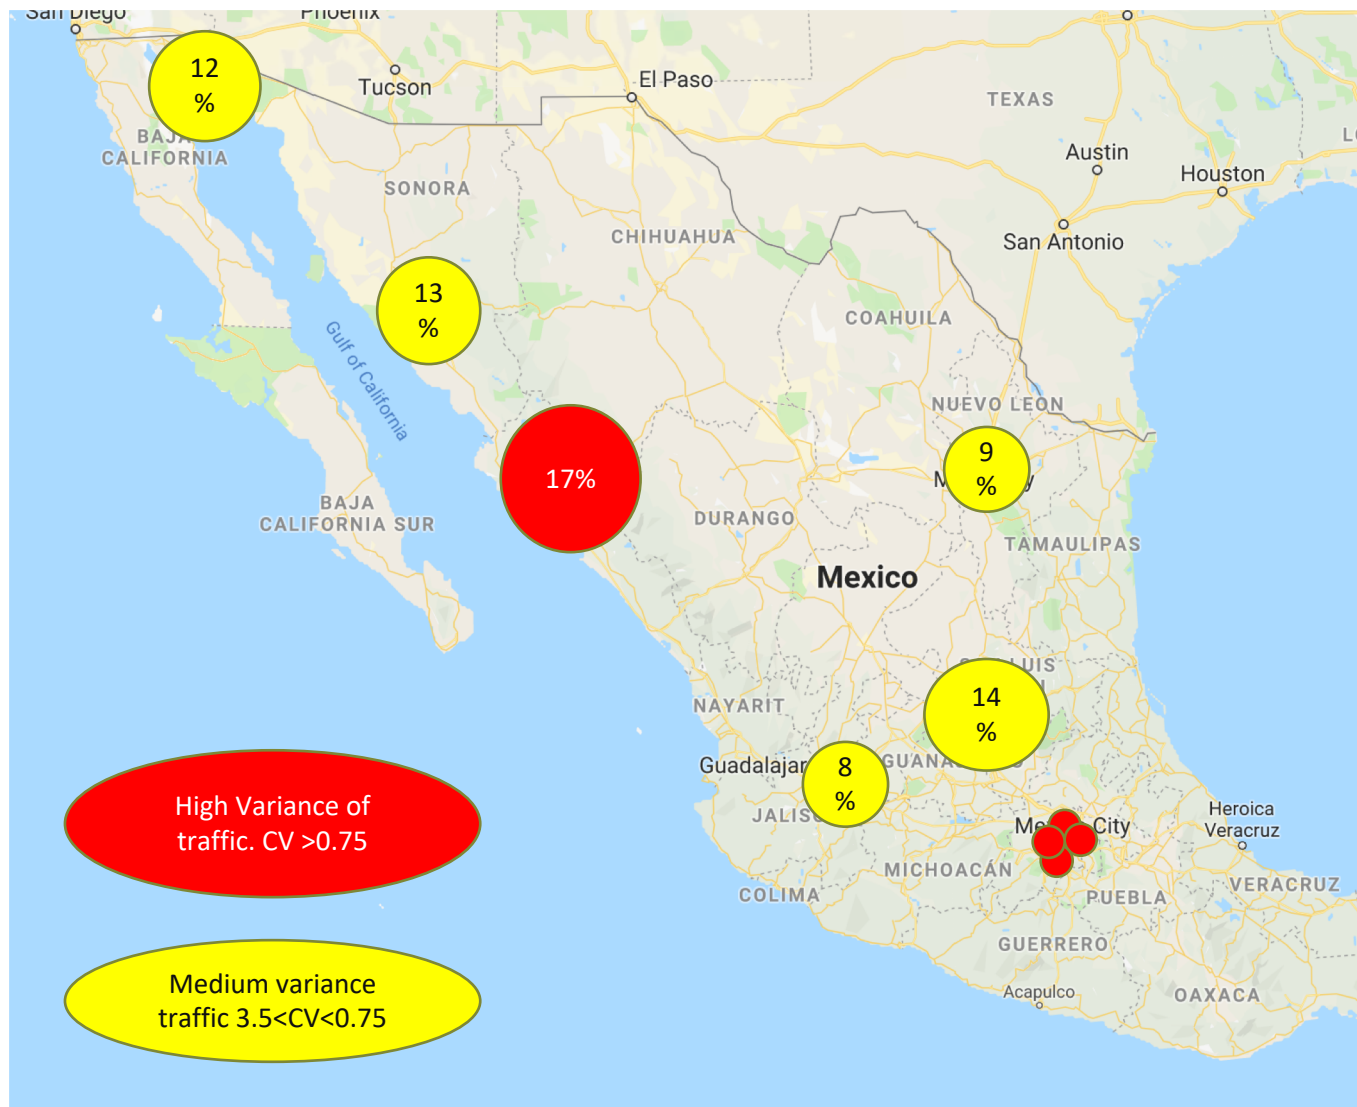 San Diego
Phoenix
12
%
Tucson
El Paso
TEXAS
BAJA
CALIFORNIA
Austin
Houston
SONORA
San Antonio
CHIHUAHUA
13
%
COAHUILA
Gulf of California
NUEVO LEON
9
%
17%
BAJA
CALIFORNIA SUR
DURANGO
TAMAULIPAS
Mexico
14
%
NAYARIT
8
%
High Variance of
traffic. CV >0.75
City
Heroica
Veracruz
MICHOACÁN
COLIMA
PUEBLA
VERACRUZ
GUERRERO
Medium variance
traffic 3.5<CV<0.75
Acapulco
OAXACA